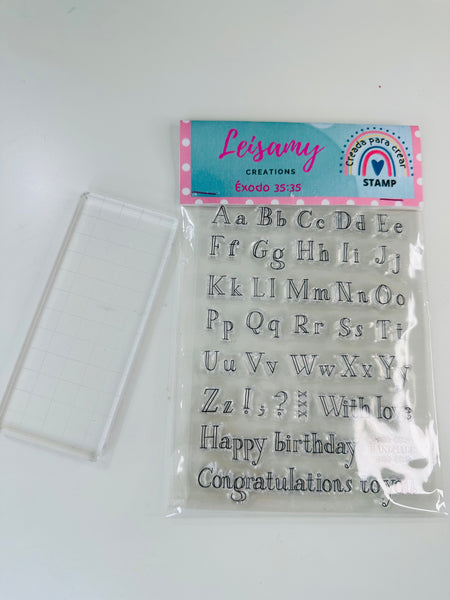 Leisamy
CREATIONS
Éxodo 35:35
Creada para crear
STAMP
Aa Bb Cc Dd Ee
Ff Gg Hh Ii Jj
Kk Ll Mm Nn Oo
Pp Qq Rr Ss Tt
Uu Vv Ww Xx Yy
Zz ! , ? xxx With love
Happy birthday
Congratulations to you